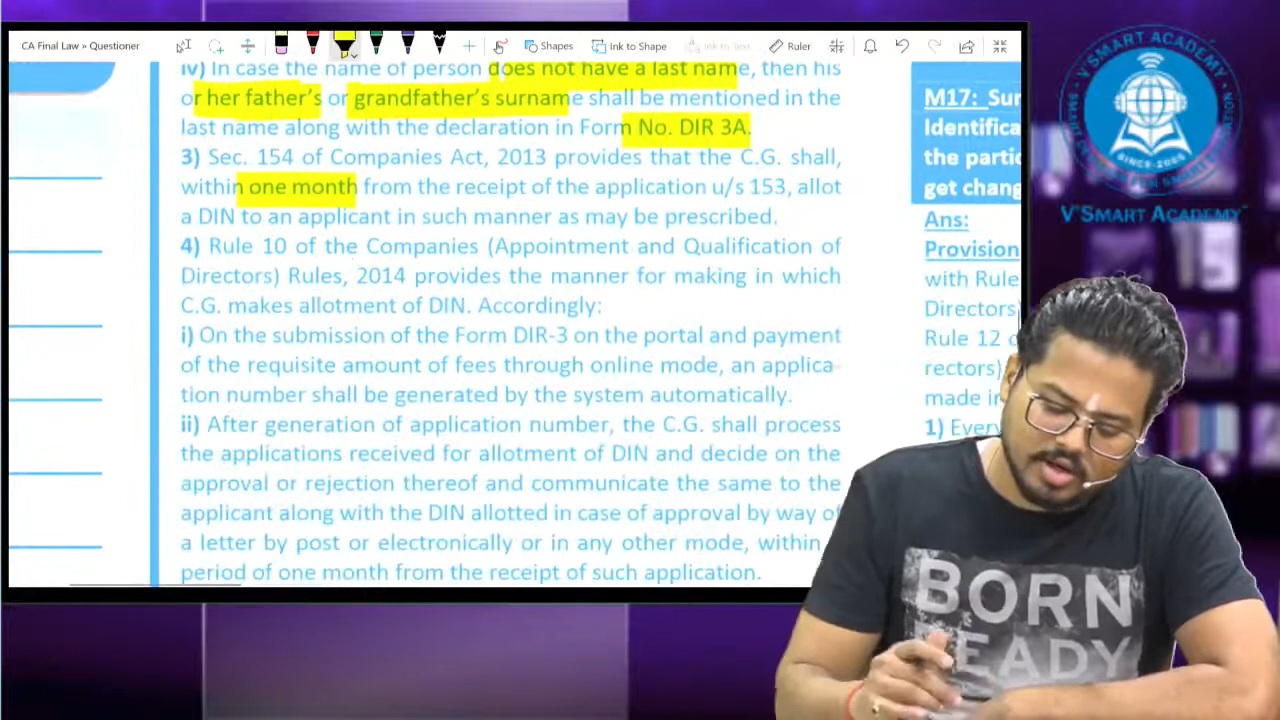 CA Final Law » Questioner
Shapes
Ink to Shape
Ink to Text
Ruler
iv) In case the name of person does not have a last name, then his
or her father's or grandfather's surname shall be mentioned in the
last name along with the declaration in Form No. DIR 3A.
3) Sec. 154 of Companies Act, 2013 provides that the C.G. shall,
within one month from the receipt of the application u/s 153, allot
a DIN to an applicant in such manner as may be prescribed.
4) Rule 10 of the Companies (Appointment and Qualification of
Directors) Rules, 2014 provides the manner for making in which
C.G. makes allotment of DIN. Accordingly:
i) On the submission of the Form DIR-3 on the portal and payment
of the requisite amount of fees through online mode, an applica-
tion number shall be generated by the system automatically.
ii) After generation of application number, the C.G. shall process
the applications received for allotment of DIN and decide on the
approval or rejection thereof and communicate the same to the
applicant along with the DIN allotted in case of approval by way of
a letter by post or electronically or in any other mode, within
period of one month from the receipt of such application.
M17:
Identifica
the partic
get chang
Ans:
Provision
with Rule
Directors)
Rule 12
rectors)
made in
1) Every
V'SMART ACADEMY
SINCE-2006
V'SMART ACADEMY
BORN
READY